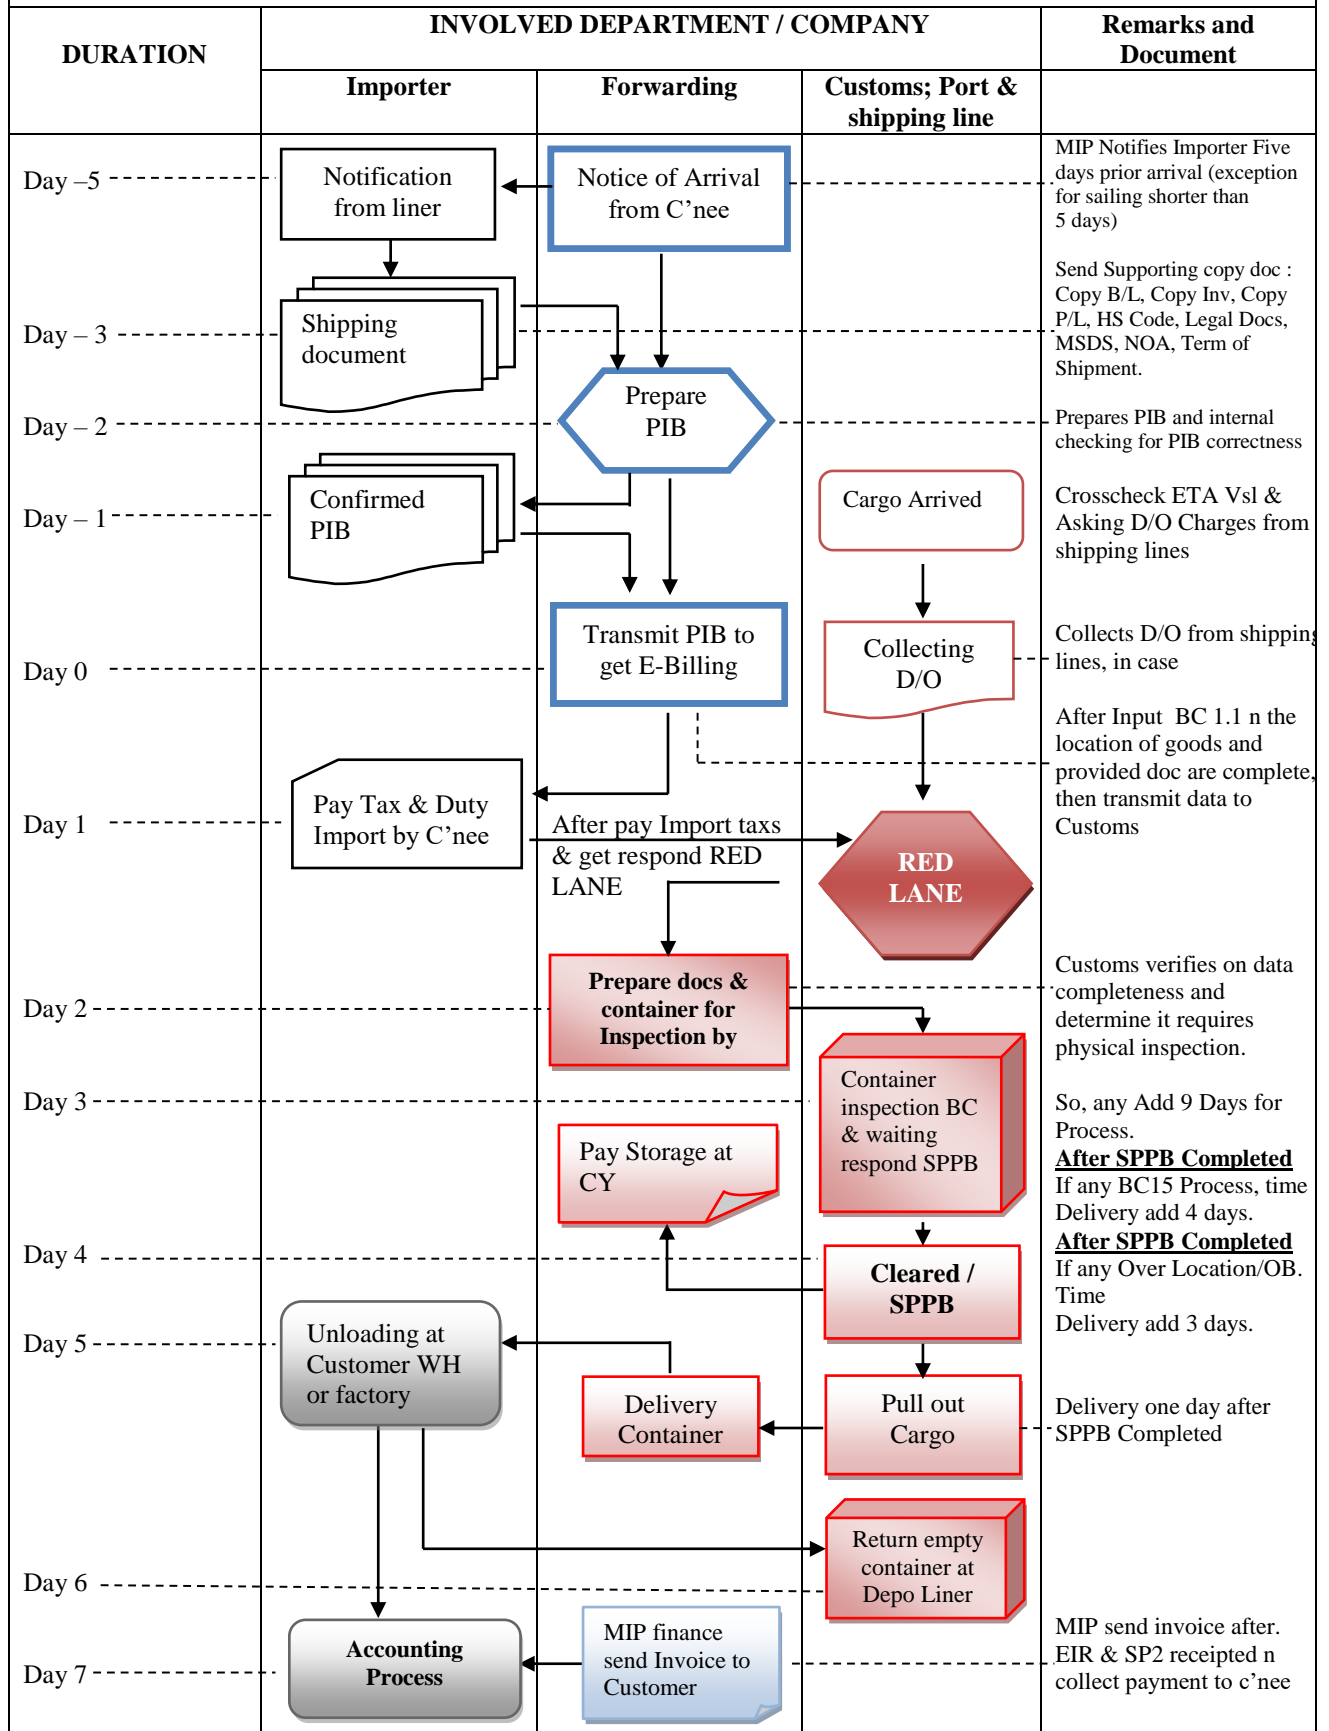 DURATION
INVOLVED DEPARTMENT / COMPANY
Remarks and
Document
Importer
Forwarding
Customs; Port &
shipping line
Day –5
Notification
from liner
Notice of Arrival
from C’nee
MIP Notifies Importer Five
days prior arrival (exception
for sailing shorter than
5 days)
Day – 3
Shipping
document
Send Supporting copy doc :
Copy B/L, Copy Inv, Copy
P/L, HS Code, Legal Docs,
MSDS, NOA, Term of
Shipment.
Day – 2
Prepare
PIB
Prepares PIB and internal
checking for PIB correctness
Day – 1
Confirmed
PIB
Cargo Arrived
Crosscheck ETA Vsl &
Asking D/O Charges from
shipping lines
Day 0
Transmit PIB to
get E-Billing
Collecting
D/O
Collects D/O from shipping
lines, in case
After Input  BC 1.1 n the
location of goods and
provided doc are complete,
then transmit data to
Customs
Day 1
Pay Tax & Duty
Import by C’nee
After pay Import taxs
& get respond RED
LANE
RED
LANE
Day 2
Prepare docs &
container for
Inspection by
Customs verifies on data
completeness and
determine it requires
physical inspection.
Day 3
Container
inspection BC
& waiting
respond SPPB
So, any Add 9 Days for
Process.
After SPPB Completed
If any BC15 Process, time
Delivery add 4 days.
After SPPB Completed
If any Over Location/OB.
Time
Delivery add 3 days.
Pay Storage at
CY
Day 4
Cleared /
SPPB
Day 5
Unloading at
Customer WH
or factory
Delivery
Container
Pull out
Cargo
Delivery one day after
SPPB Completed
Day 6
Return empty
container at
Depo Liner
Day 7
Accounting
Process
MIP finance
send Invoice to
Customer
MIP send invoice after.
EIR & SP2 receipted n
collect payment to c’nee